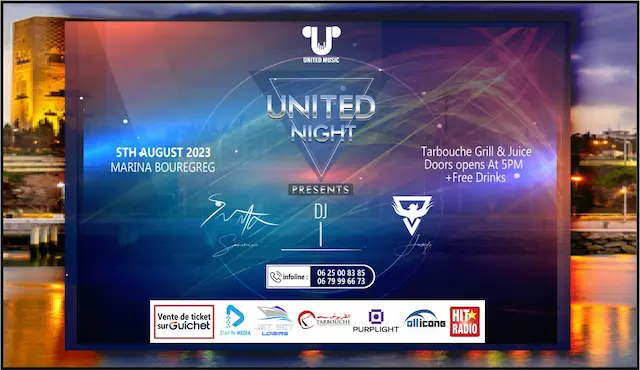 UNITED MUSIC
UNITED
NIGHT
5TH AUGUST 2023
MARINA BOUREGREG
Tarbouche Grill & Juice
Doors opens At 5PM
+Free Drinks
PRESENTS
DJ
infoline :
06 25 00 83 85
06 79 99 66 73
Vente de ticket
sur Guichet
STAY IN MEDIA
JET SET
LOISIRS
TARBOUCHE
PURPLIGHT
allicong
HIT
RADIO